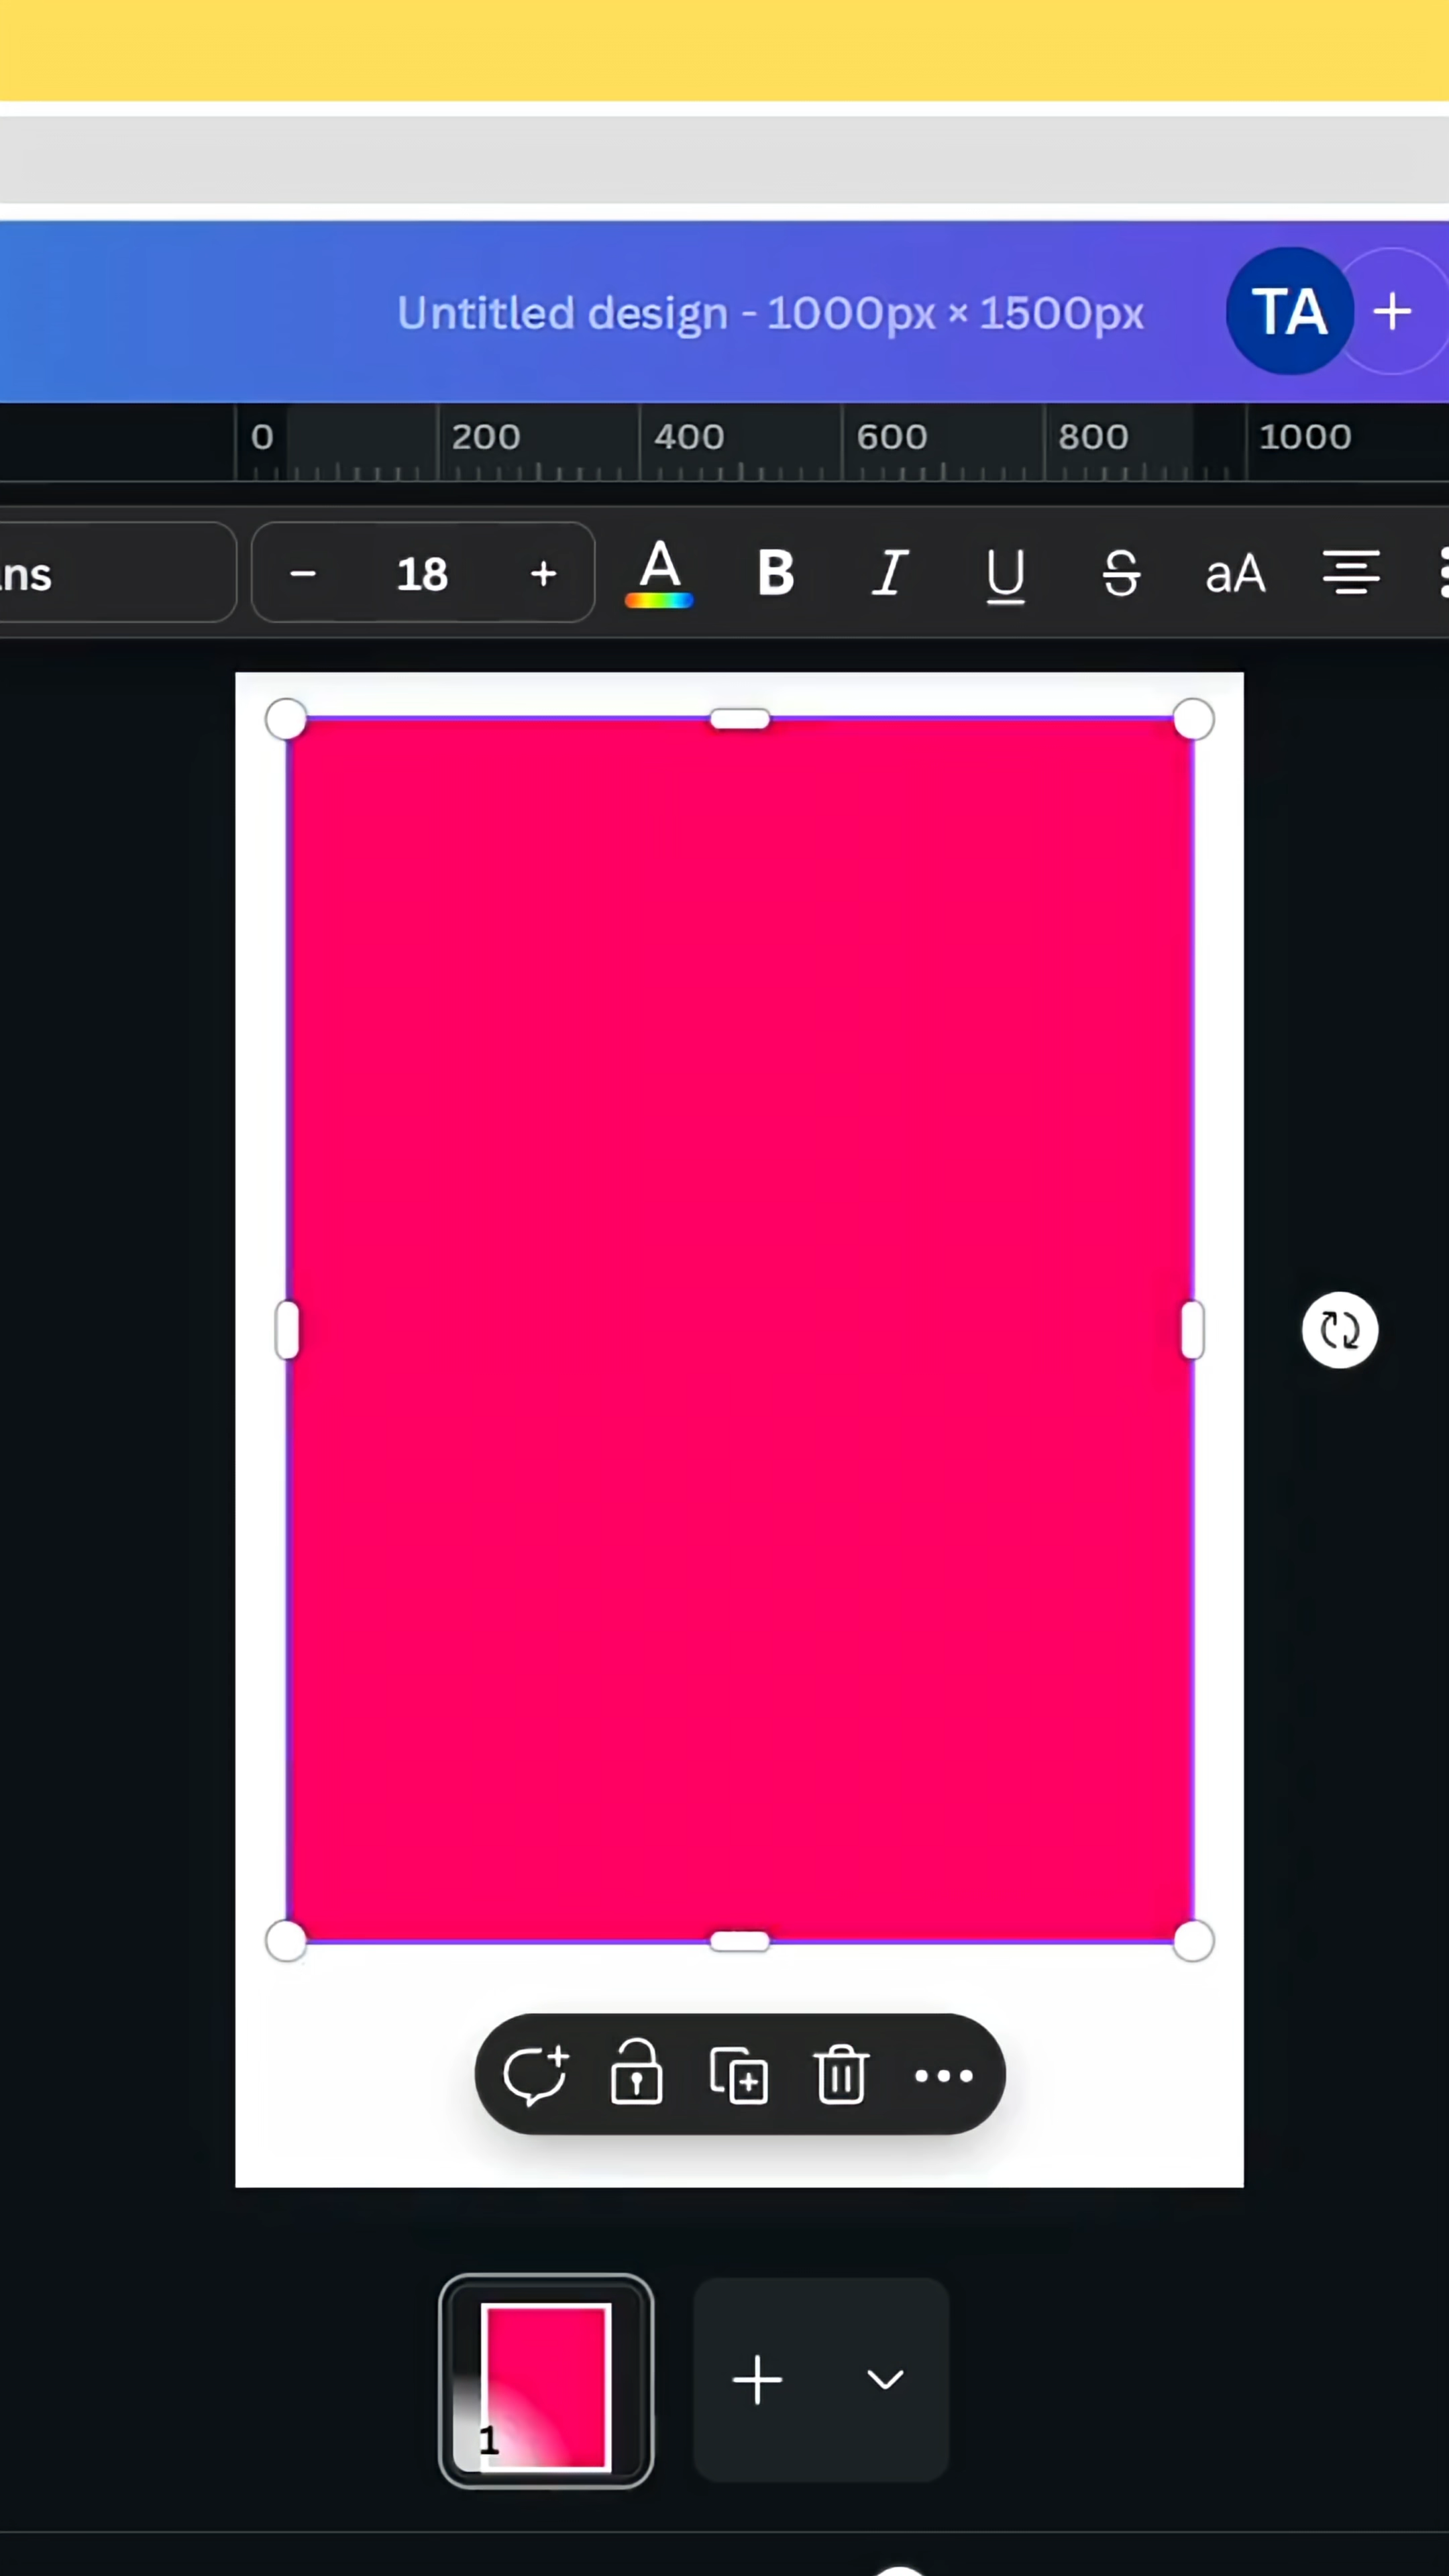 Untitled design - 1000px × 1500px
TA +
0 200 400 600 800 1000
ns − 18 + A B I U S aA
1